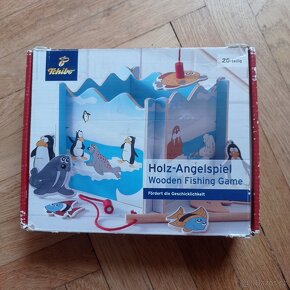 Tchibo
25-teilig
Holz-Angelspiel
Wooden Fishing Game
Fördert die Geschicklichkeit